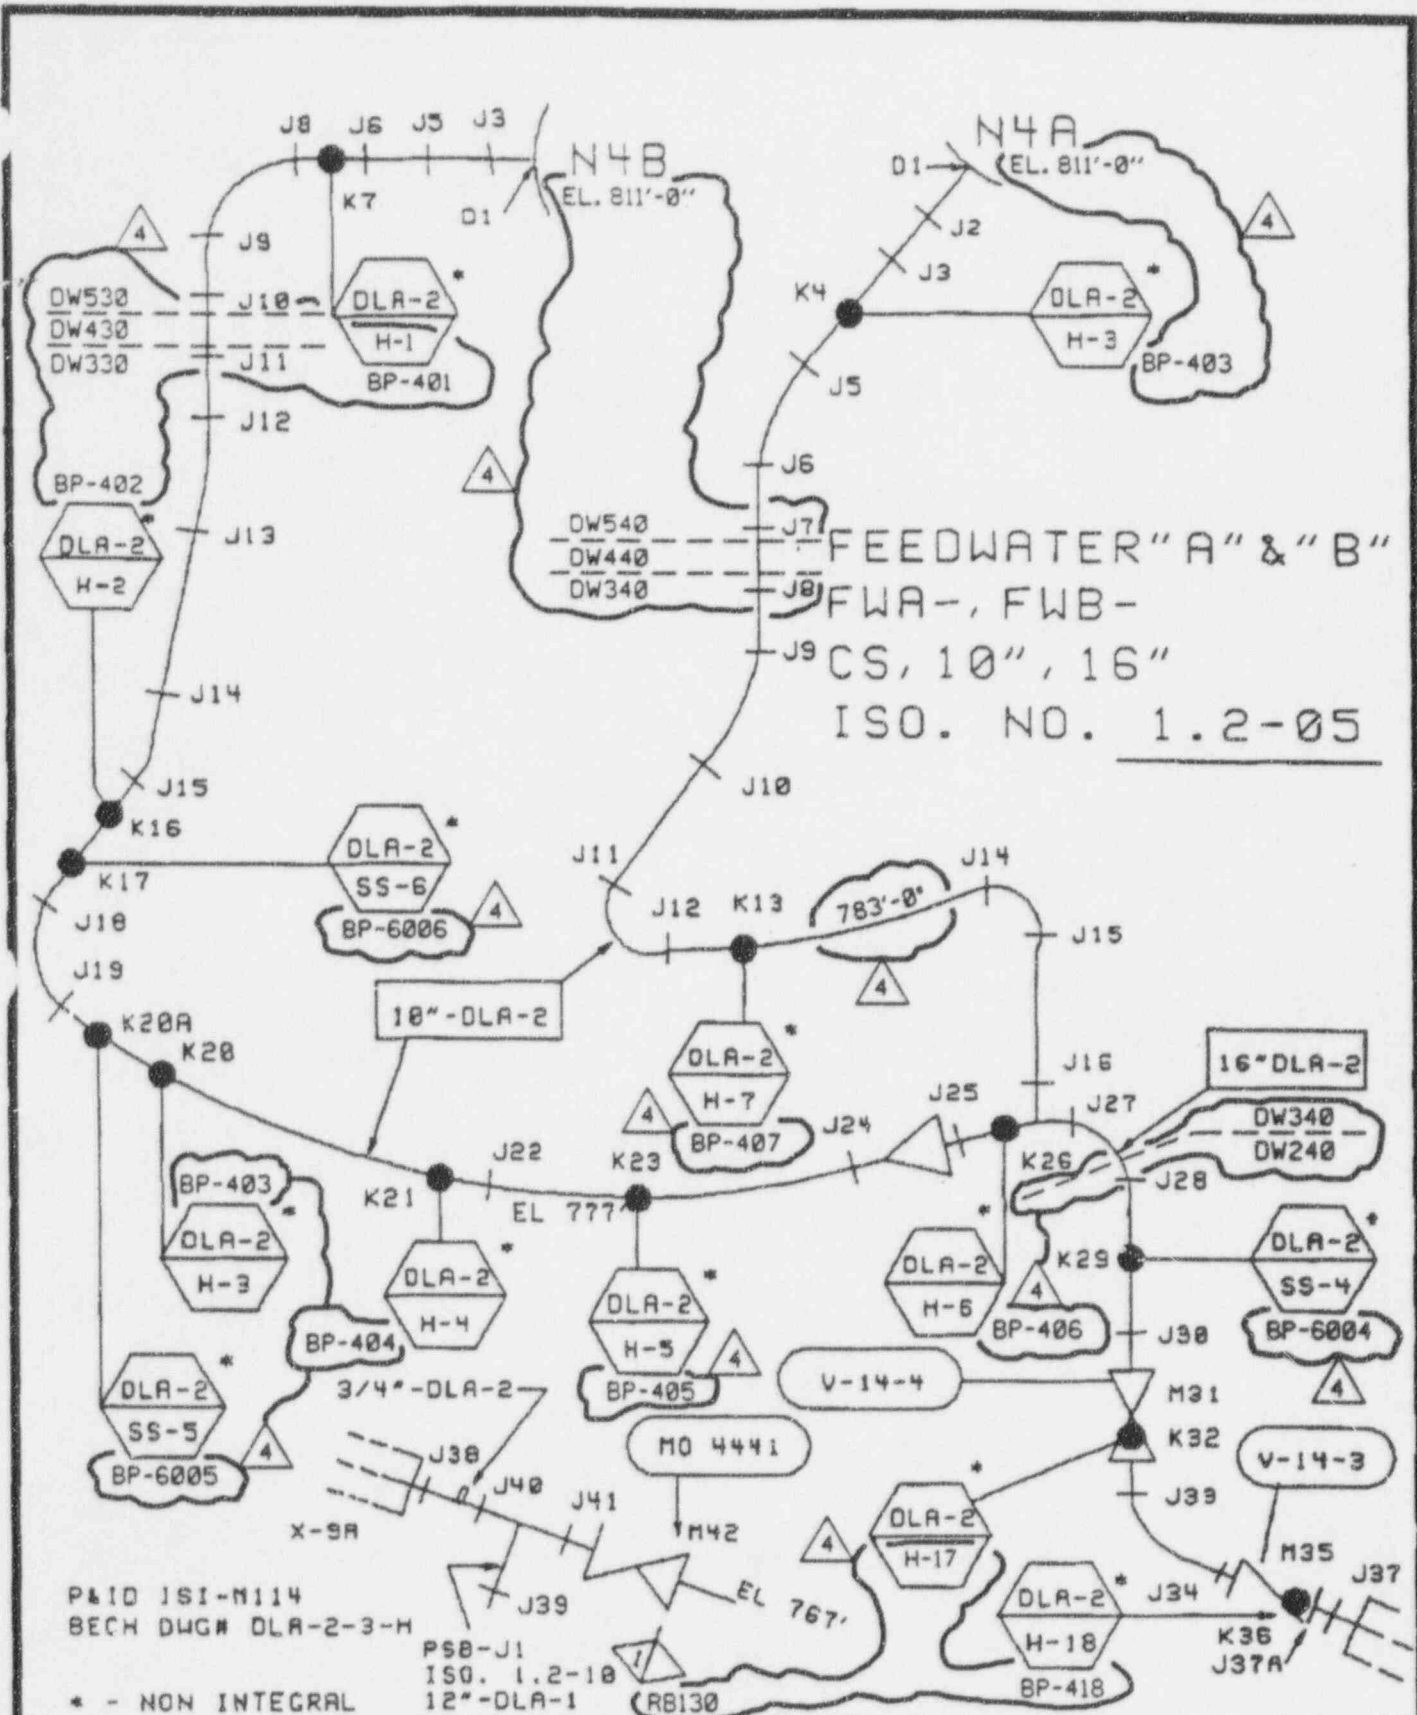 J8
J6
J5
J3
N4B
EL. 811'-0"
D1
K7
N4A
EL. 811'-0"
D1
J2
J3
4
4
J9
K4
DLA-2
*
H-3
BP-403
J5
DW530
DW430
DW330
J10
J11
DLA-2
*
H-1
BP-401
J12
J6
4
BP-402
DLA-2
*
H-2
J13
DW540
DW440
DW340
J7
J8
FEEDWATER "A" & "B"
FWA-, FWB-
CS, 10", 16"
ISO. NO. 1.2-05
J9
J14
J10
J15
K16
K17
DLA-2
*
SS-6
BP-6006
4
J11
J12
K13
783'-0"
J14
J15
4
J18
J19
K20A
K20
10"-DLA-2
DLA-2
*
H-7
BP-407
4
J16
J27
16"DLA-2
DW340
DW240
J25
J24
K26
J28
J22
K23
K21
EL 777'
BP-403
DLA-2
*
H-3
DLA-2
*
H-4
BP-404
DLA-2
*
H-5
BP-405
4
DLA-2
*
H-6
BP-406
4
K29
DLA-2
*
SS-4
BP-6004
4
J30
DLA-2
*
SS-5
BP-6005
4
3/4"-DLA-2
V-14-4
M31
K32
MO 4441
V-14-3
J38
J40
J41
M42
X-9A
J39
EL 767'
4
DLA-2
*
H-17
J33
J34
M35
J37
DLA-2
*
H-18
BP-418
K36
J37A
P&ID ISI-M114
BECH DWG# DLA-2-3-H
PSB-J1
ISO. 1.2-10
12"-DLA-1
1
RB130
* - NON INTEGRAL